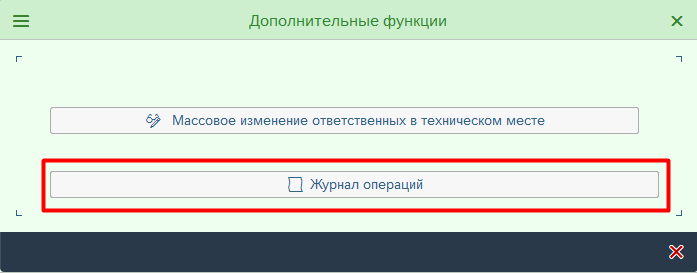 Дополнительные функции
Массовое изменение ответственных в техническом месте
Журнал операций